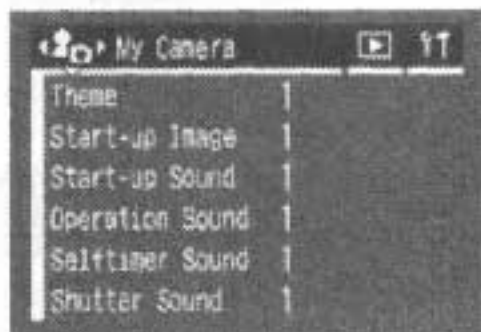 My Camera
Theme 1
Start-up Image 1
Start-up Sound 1
Operation Sound 1
Selftimer Sound 1
Shutter Sound 1